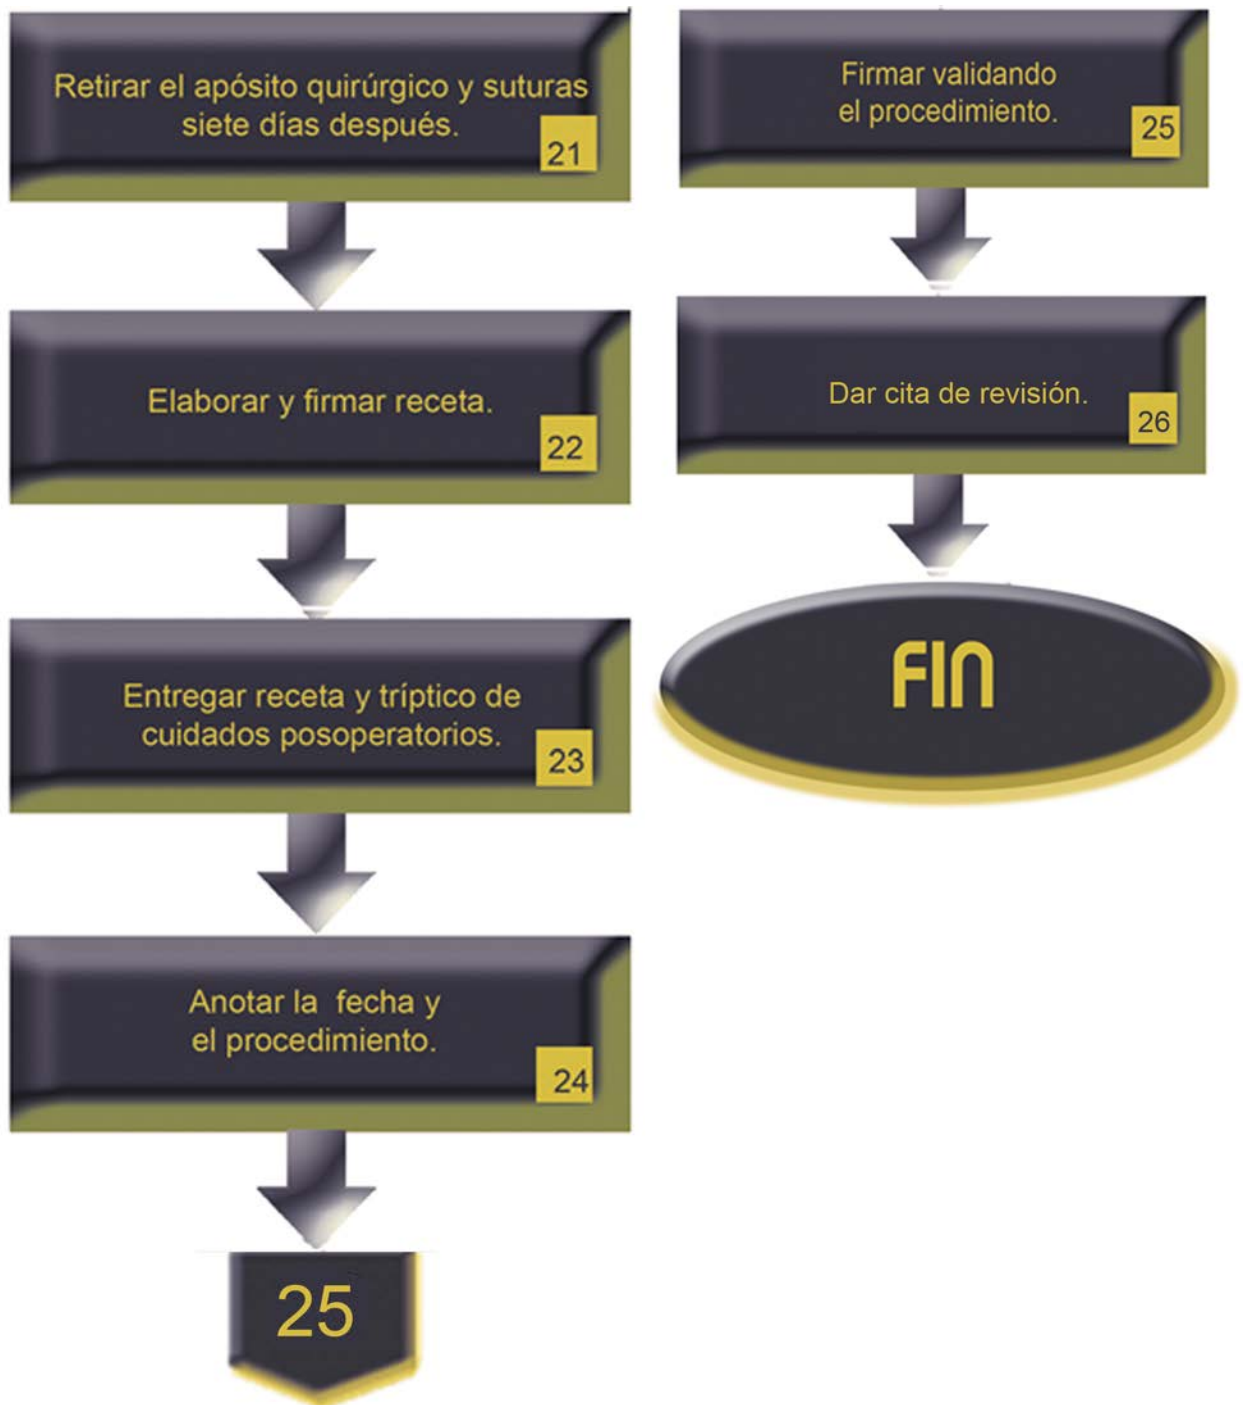 Retirar el apósito quirúrgico y suturas
siete días después.
21
Elaborar y firmar receta.
22
Entregar receta y tríptico de
cuidados posoperatorios.
23
Anotar la fecha y
el procedimiento.
24
25
Firmar validando
el procedimiento.
25
Dar cita de revisión.
26
FIN